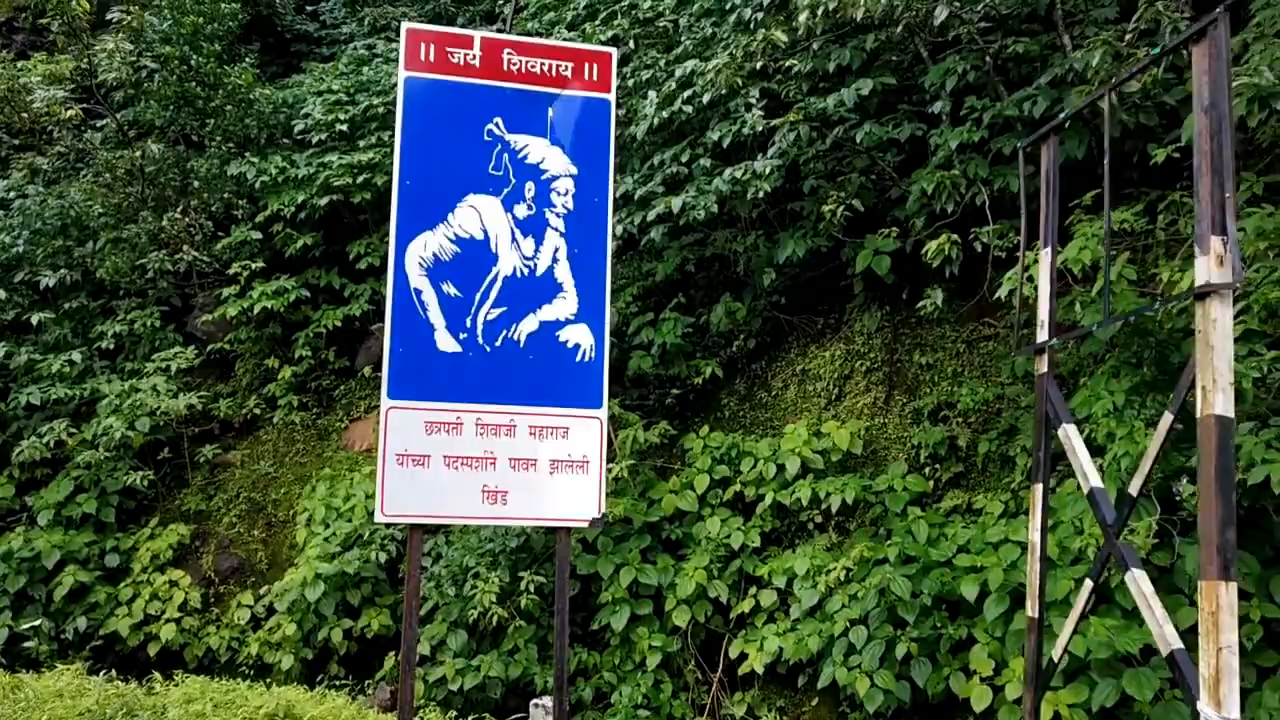 ॥ जय शिवराय ॥
छत्रपती शिवाजी महाराज
यांच्या पदस्पर्शाने पावन झालेली
खिंड